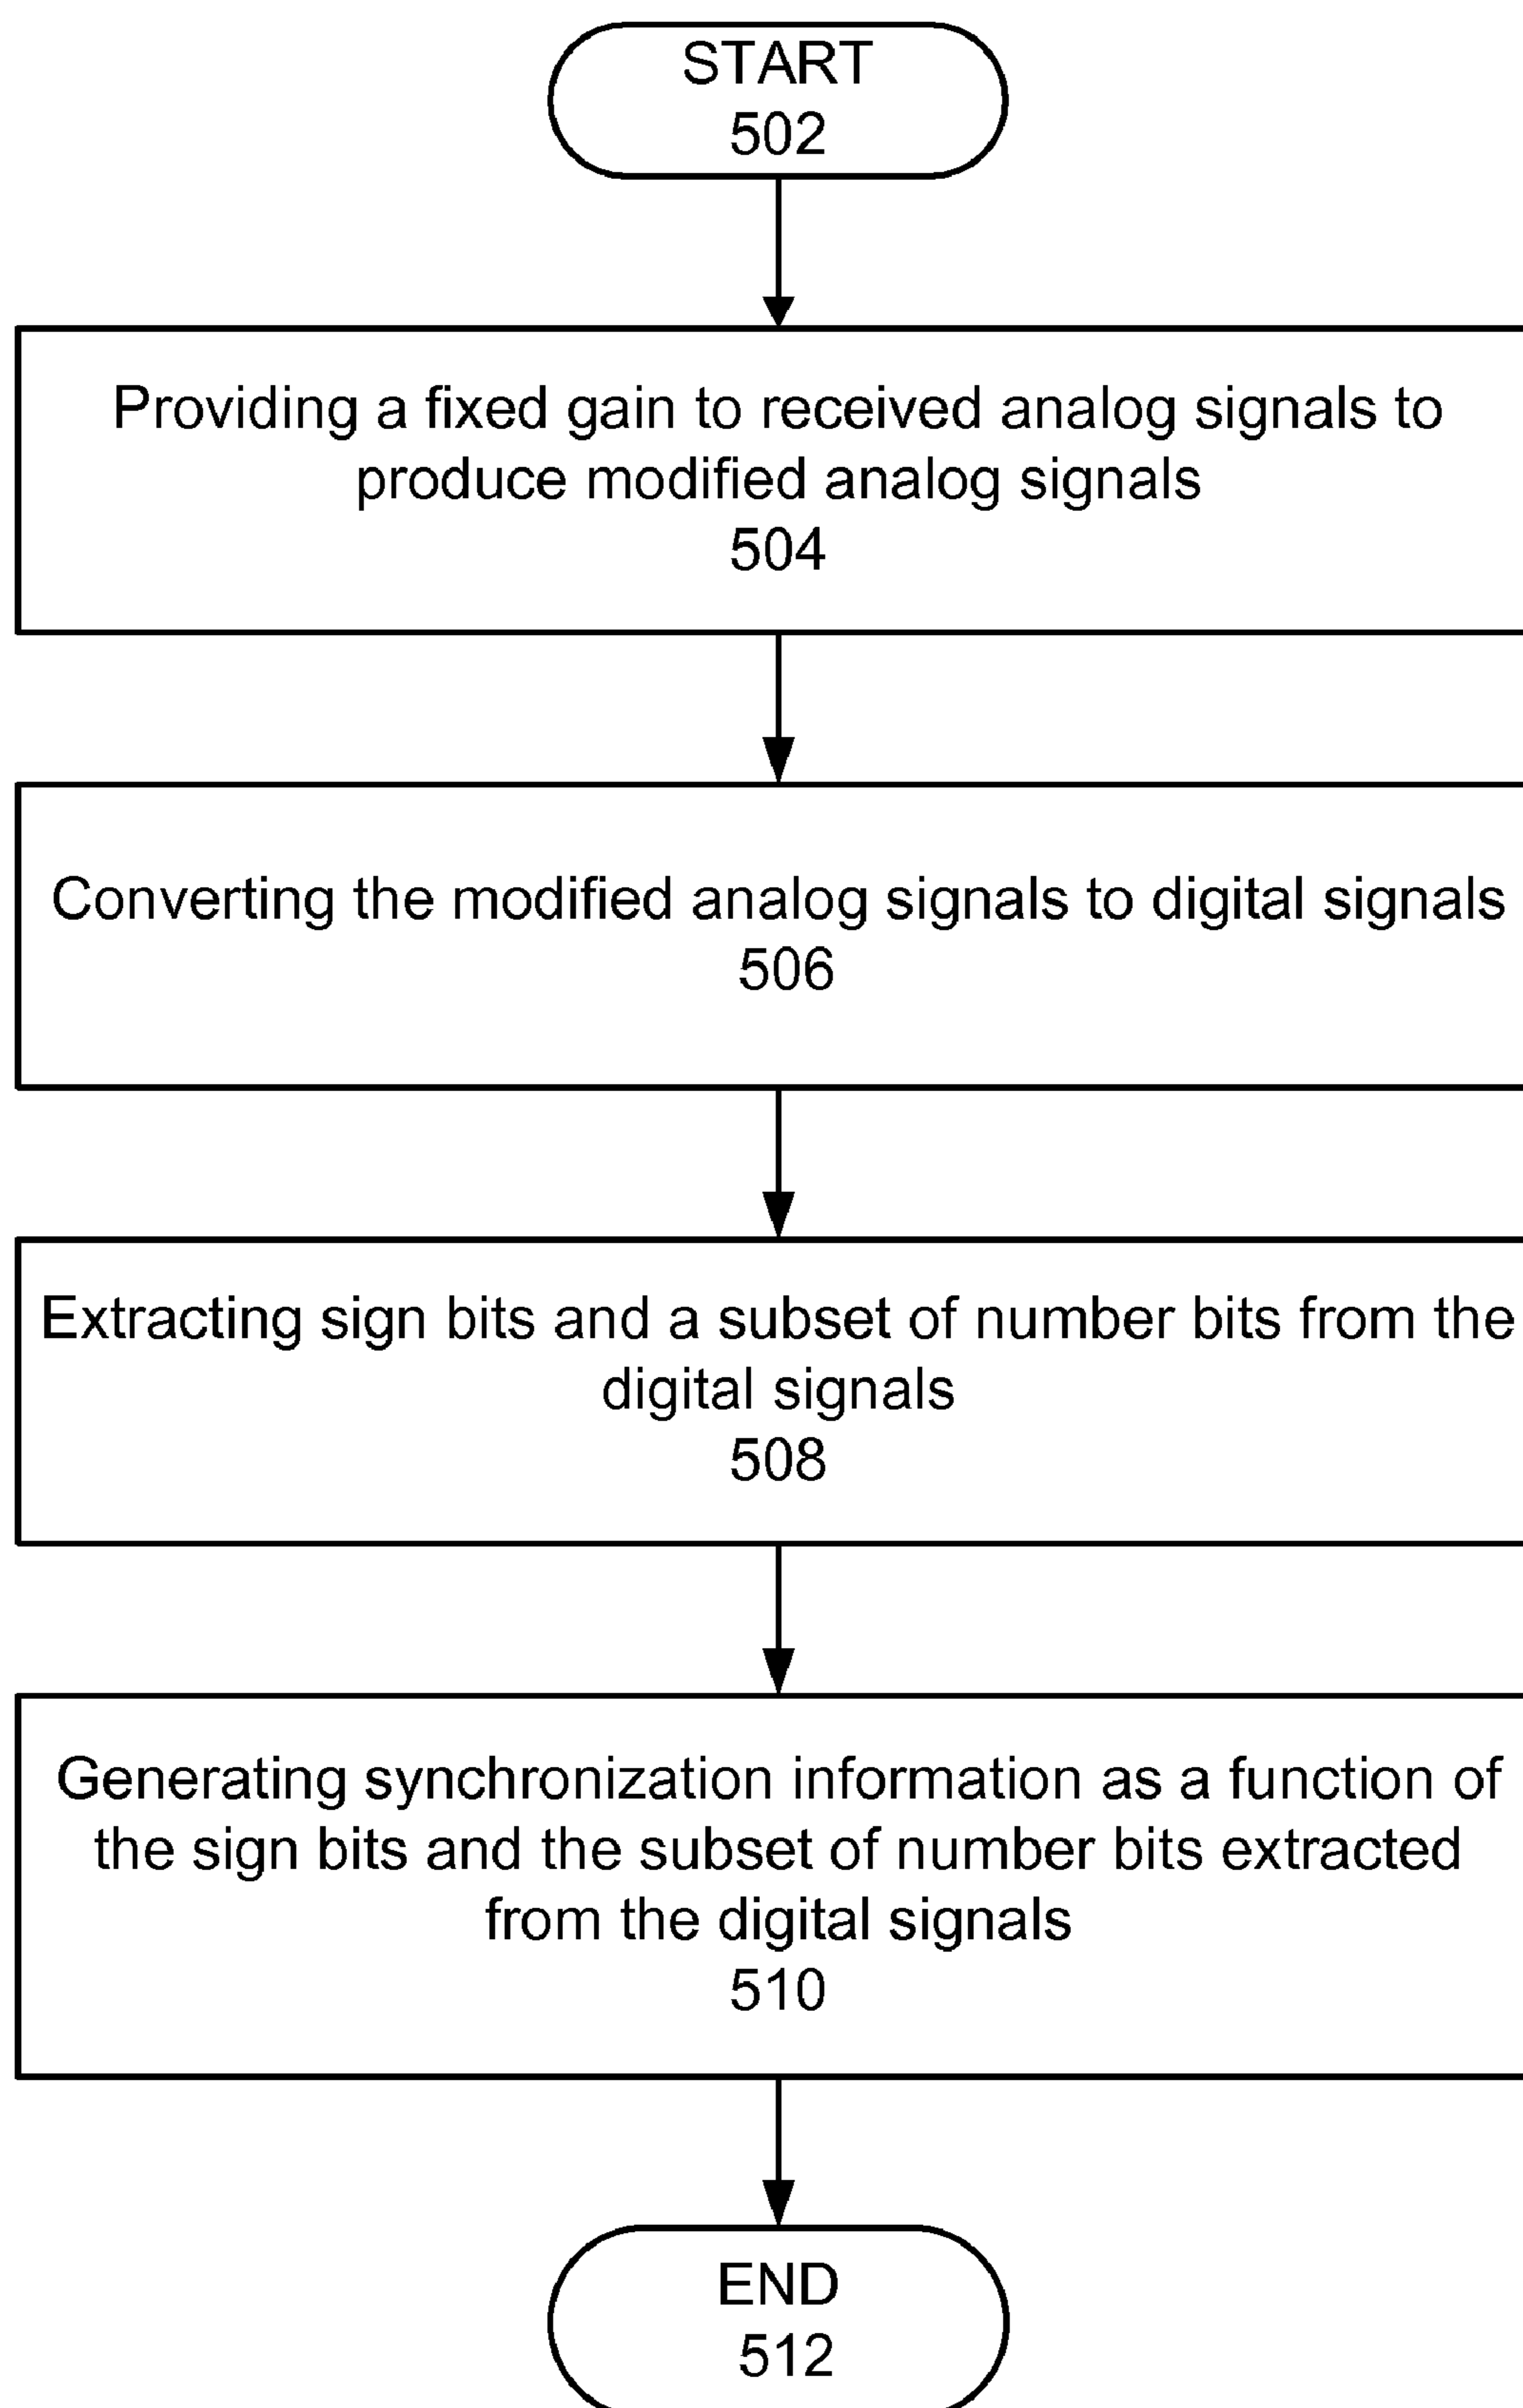 START
502
Providing a fixed gain to received analog signals to
produce modified analog signals
504
Converting the modified analog signals to digital signals
506
Extracting sign bits and a subset of number bits from the
digital signals
508
Generating synchronization information as a function of
the sign bits and the subset of number bits extracted
from the digital signals
510
END
512